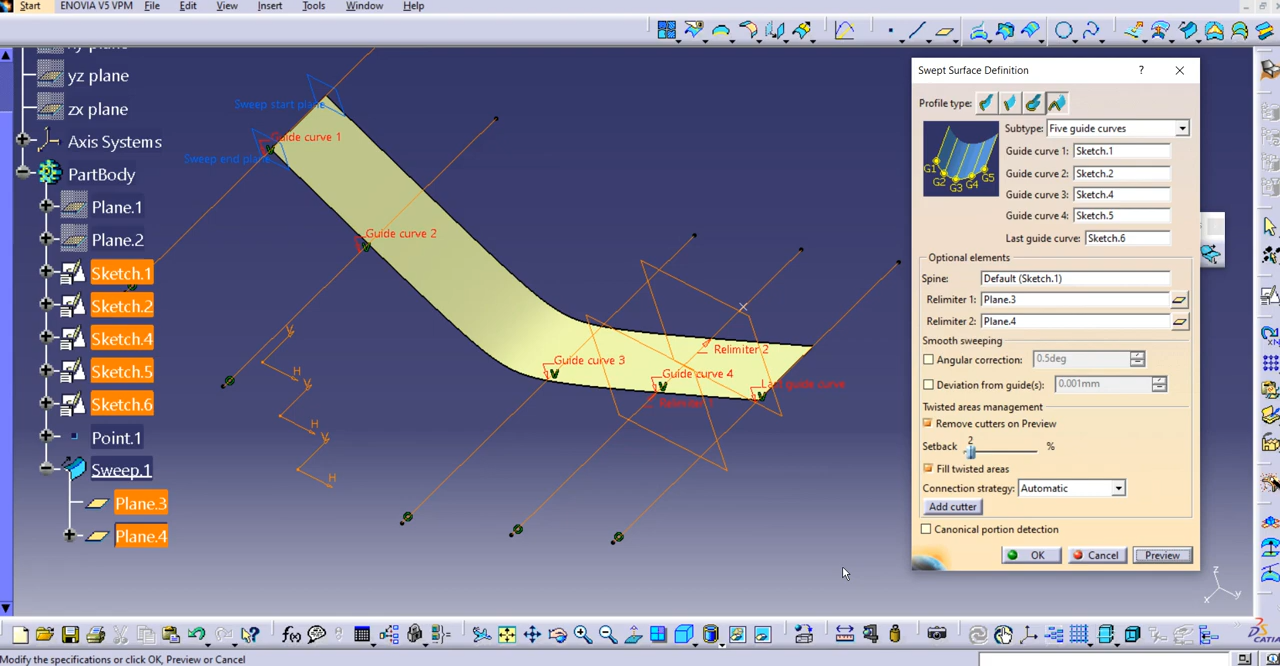 Start ENOVIA V5 VPM File Edit View Insert Tools Window Help
yz plane
zx plane
Axis Systems
PartBody
Plane.1
Plane.2
Sketch.1
Sketch.2
Sketch.4
Sketch.5
Sketch.6
Point.1
Sweep.1
Plane.3
Plane.4
Sweep start plane
Guide curve 1
Sweep end plane
Guide curve 2
Guide curve 3
Relimiter 2
Guide curve 4
Last guide curve
V
H
V
H
V
H
Z
X
Y
Swept Surface Definition ? X
Profile type:
Subtype: Five guide curves
G1 G2 G3 G4 G5
Guide curve 1: Sketch.1
Guide curve 2: Sketch.2
Guide curve 3: Sketch.4
Guide curve 4: Sketch.5
Last guide curve: Sketch.6
Optional elements
Spine: Default (Sketch.1)
Relimiter 1: Plane.3
Relimiter 2: Plane.4
Smooth sweeping
Angular correction: 0.5deg
Deviation from guide(s): 0.001mm
Twisted areas management
Remove cutters on Preview
Setback 2 %
Fill twisted areas
Connection strategy: Automatic
Add cutter
Canonical portion detection
OK Cancel Preview
f(x)
Modify the specifications or click OK, Preview or Cancel